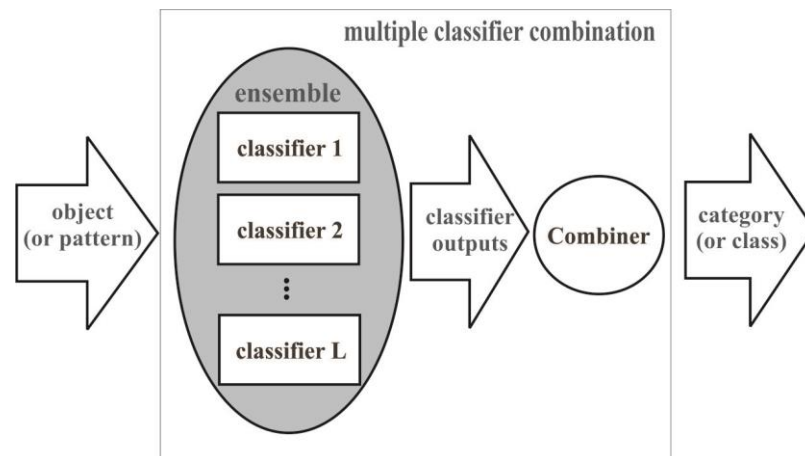 multiple classifier combination
ensemble
classifier 1
classifier 2
⋮
classifier L
object
(or pattern)
classifier
outputs
Combiner
category
(or class)